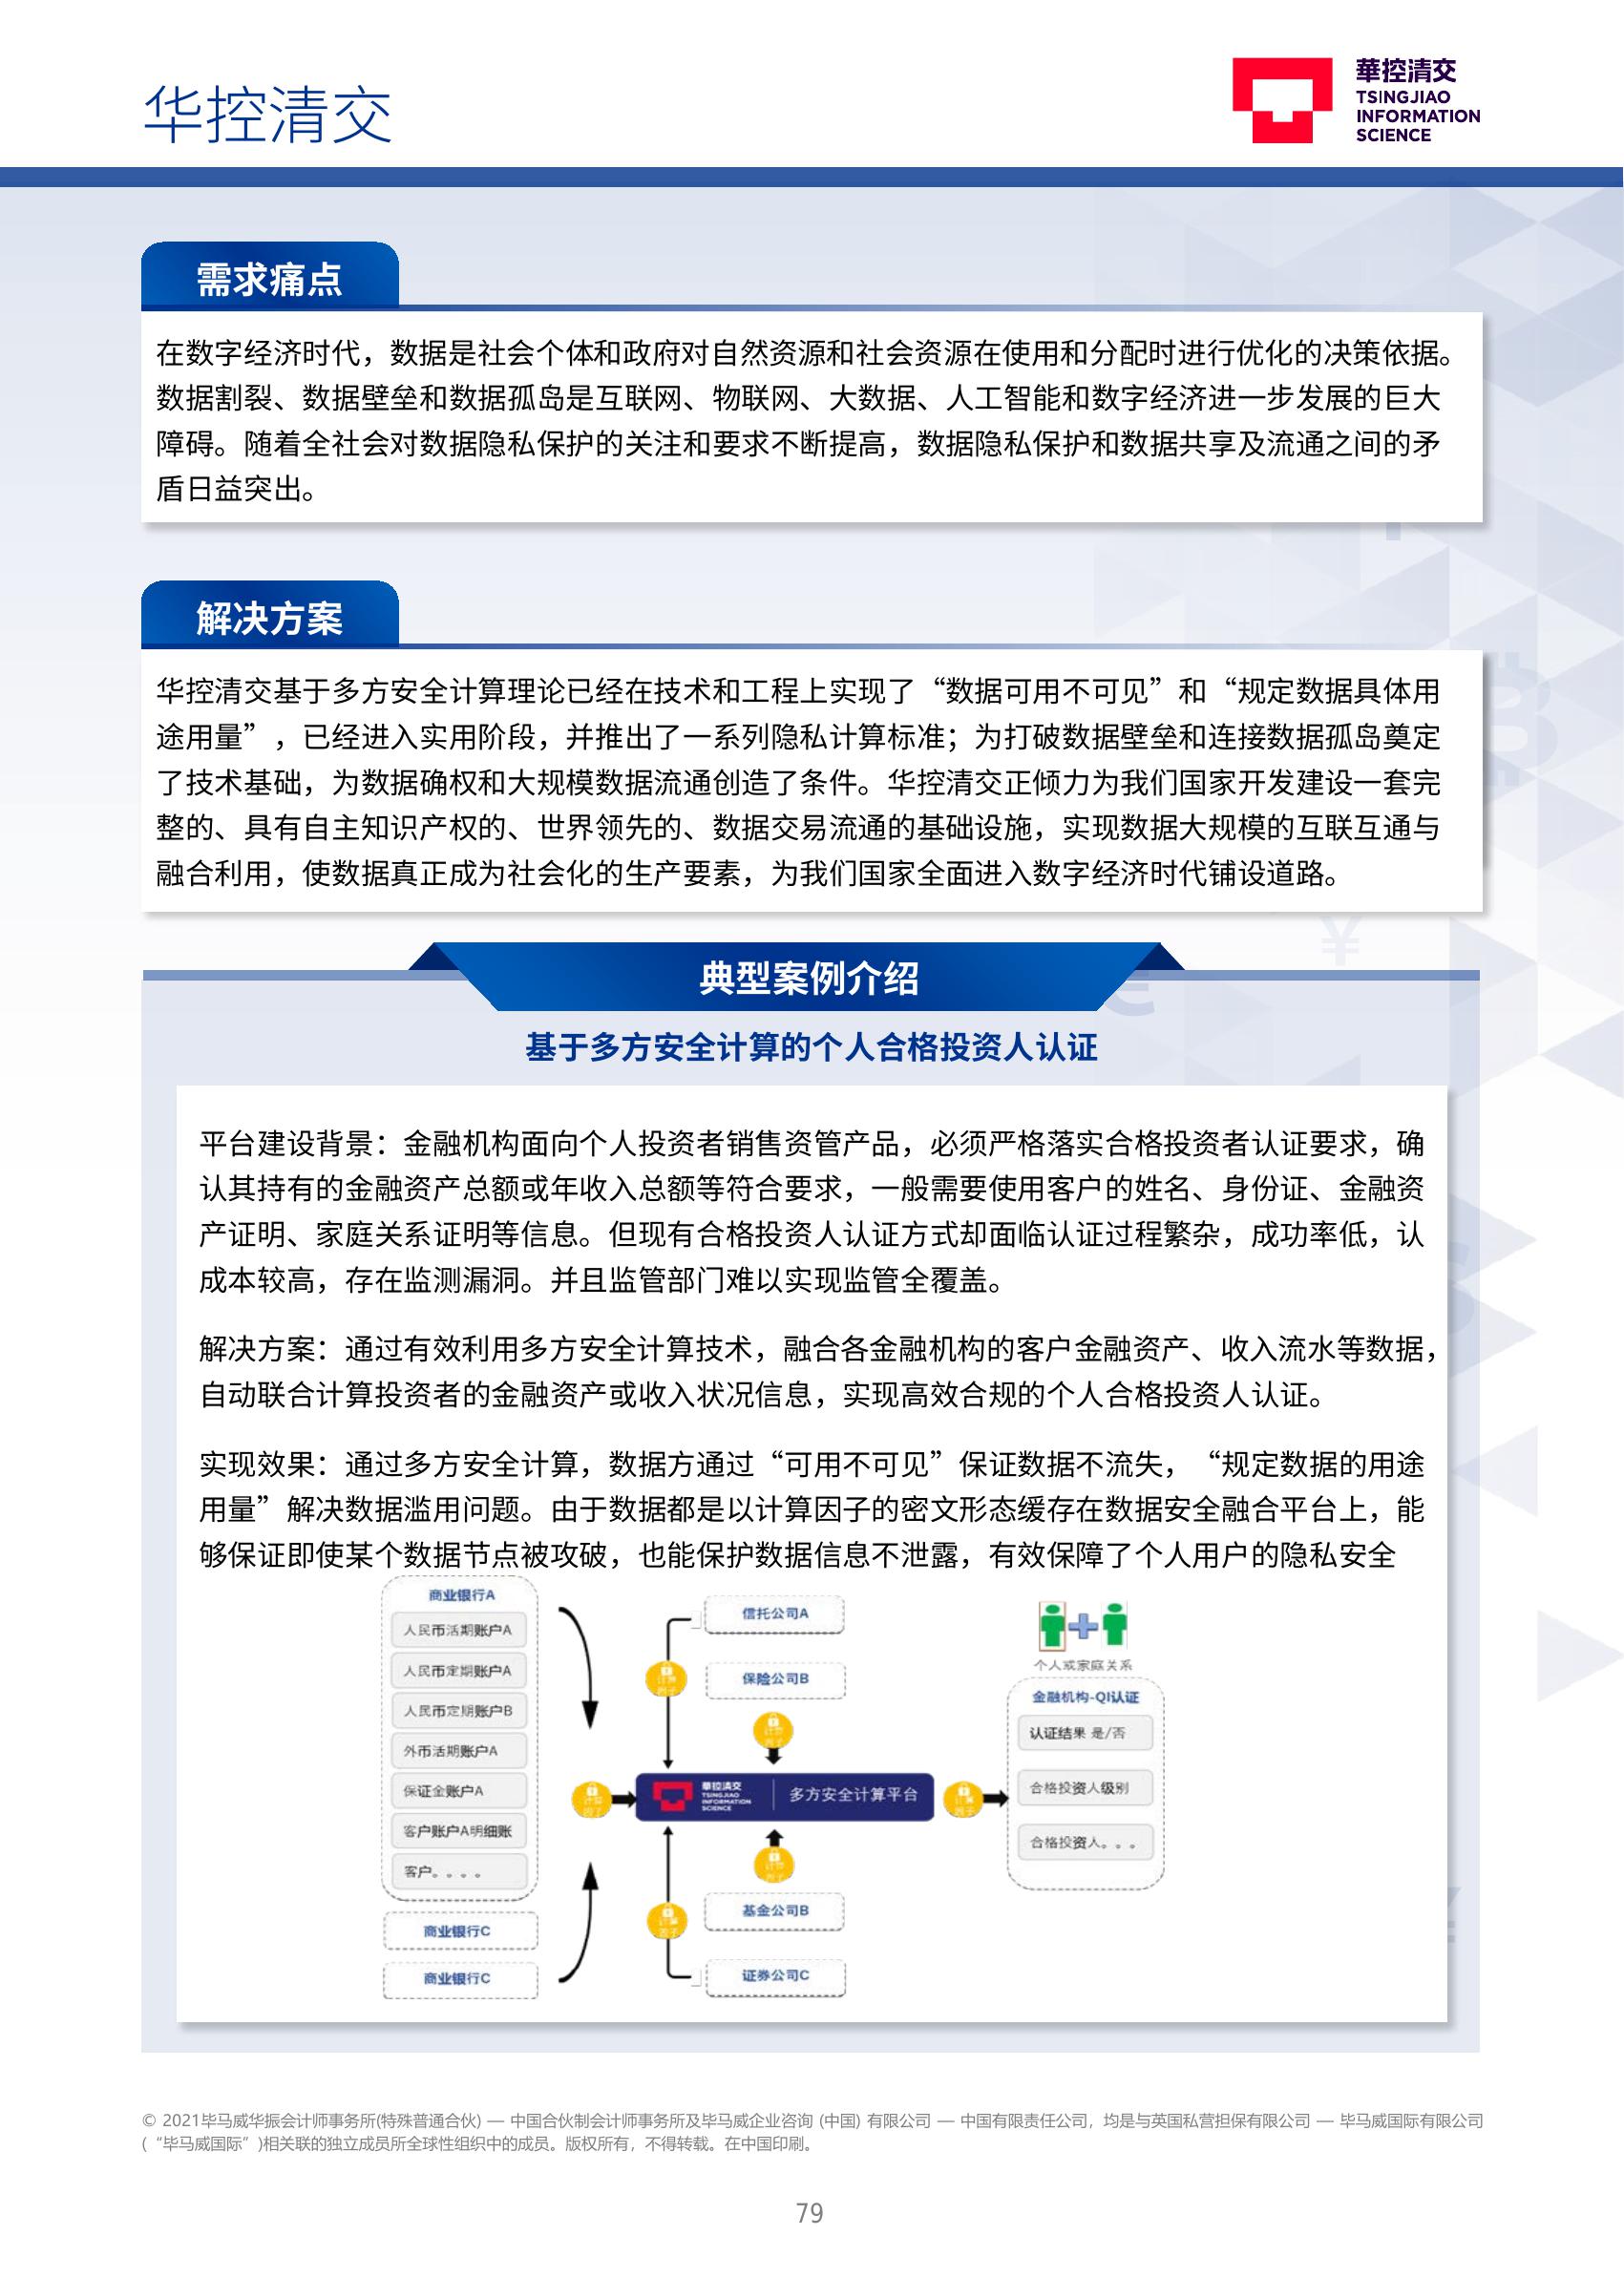 华控清交
華控清交
TSINGJIAO
INFORMATION
SCIENCE
需求痛点
在数字经济时代，数据是社会个体和政府对自然资源和社会资源在使用和分配时进行优化的决策依据。
数据割裂、数据壁垒和数据孤岛是互联网、物联网、大数据、人工智能和数字经济进一步发展的巨大
障碍。随着全社会对数据隐私保护的关注和要求不断提高，数据隐私保护和数据共享及流通之间的矛
盾日益突出。
解决方案
华控清交基于多方安全计算理论已经在技术和工程上实现了“数据可用不可见”和“规定数据具体用
途用量”，已经进入实用阶段，并推出了一系列隐私计算标准；为打破数据壁垒和连接数据孤岛奠定
了技术基础，为数据确权和大规模数据流通创造了条件。华控清交正倾力为我们国家开发建设一套完
整的、具有自主知识产权的、世界领先的、数据交易流通的基础设施，实现数据大规模的互联互通与
融合利用，使数据真正成为社会化的生产要素，为我们国家全面进入数字经济时代铺设道路。
典型案例介绍
基于多方安全计算的个人合格投资人认证
平台建设背景：金融机构面向个人投资者销售资管产品，必须严格落实合格投资者认证要求，确
认其持有的金融资产总额或年收入总额等符合要求，一般需要使用客户的姓名、身份证、金融资
产证明、家庭关系证明等信息。但现有合格投资人认证方式却面临认证过程繁杂，成功率低，认
成本较高，存在监测漏洞。并且监管部门难以实现监管全覆盖。
解决方案：通过有效利用多方安全计算技术，融合各金融机构的客户金融资产、收入流水等数据，
自动联合计算投资者的金融资产或收入状况信息，实现高效合规的个人合格投资人认证。
实现效果：通过多方安全计算，数据方通过“可用不可见”保证数据不流失，“规定数据的用途
用量”解决数据滥用问题。由于数据都是以计算因子的密文形态缓存在数据安全融合平台上，能
够保证即使某个数据节点被攻破，也能保护数据信息不泄露，有效保障了个人用户的隐私安全
商业银行A
人民币活期账户A
人民币定期账户A
人民币定期账户B
外币活期账户A
保证金账户A
客户账户A明细账
客户。。。。
商业银行C
商业银行C
信托公司A
计算
因子
保险公司B
计算
因子
计算
因子
華控清交
TSINGJIAO
INFORMATION
SCIENCE
多方安全计算平台
计算
因子
计算
因子
基金公司B
计算
因子
证券公司C
个人或家庭关系
金融机构-QI认证
认证结果 是/否
合格投资人级别
合格投资人。。。
© 2021毕马威华振会计师事务所(特殊普通合伙) — 中国合伙制会计师事务所及毕马威企业咨询 (中国) 有限公司 — 中国有限责任公司，均是与英国私营担保有限公司 — 毕马威国际有限公司
(“毕马威国际”)相关联的独立成员所全球性组织中的成员。版权所有，不得转载。在中国印刷。
79